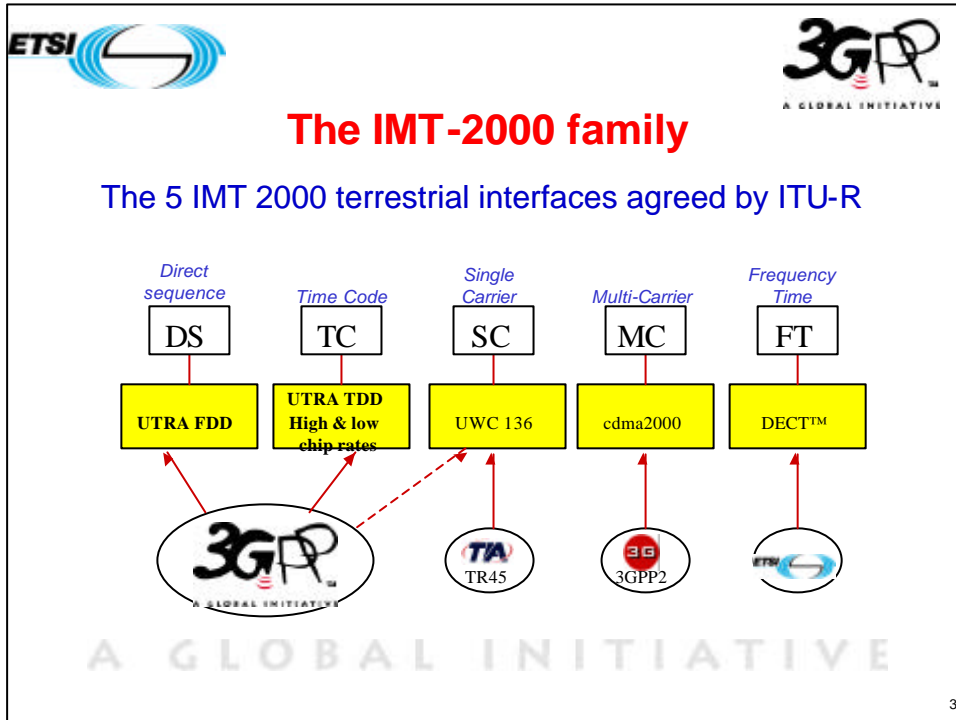 ETSI
3GPP™
A GLOBAL INITIATIVE
The IMT-2000 family
The 5 IMT 2000 terrestrial interfaces agreed by ITU-R
Direct
sequence
Time Code
Single
Carrier
Multi-Carrier
Frequency
Time
DS
TC
SC
MC
FT
UTRA FDD
UTRA TDD
High & low
chip rates
UWC 136
cdma2000
DECT™
3GPP™
A GLOBAL INITIATIVE
TIA
TR45
3G
3GPP2
ETSI
A GLOBAL INITIATIVE
3